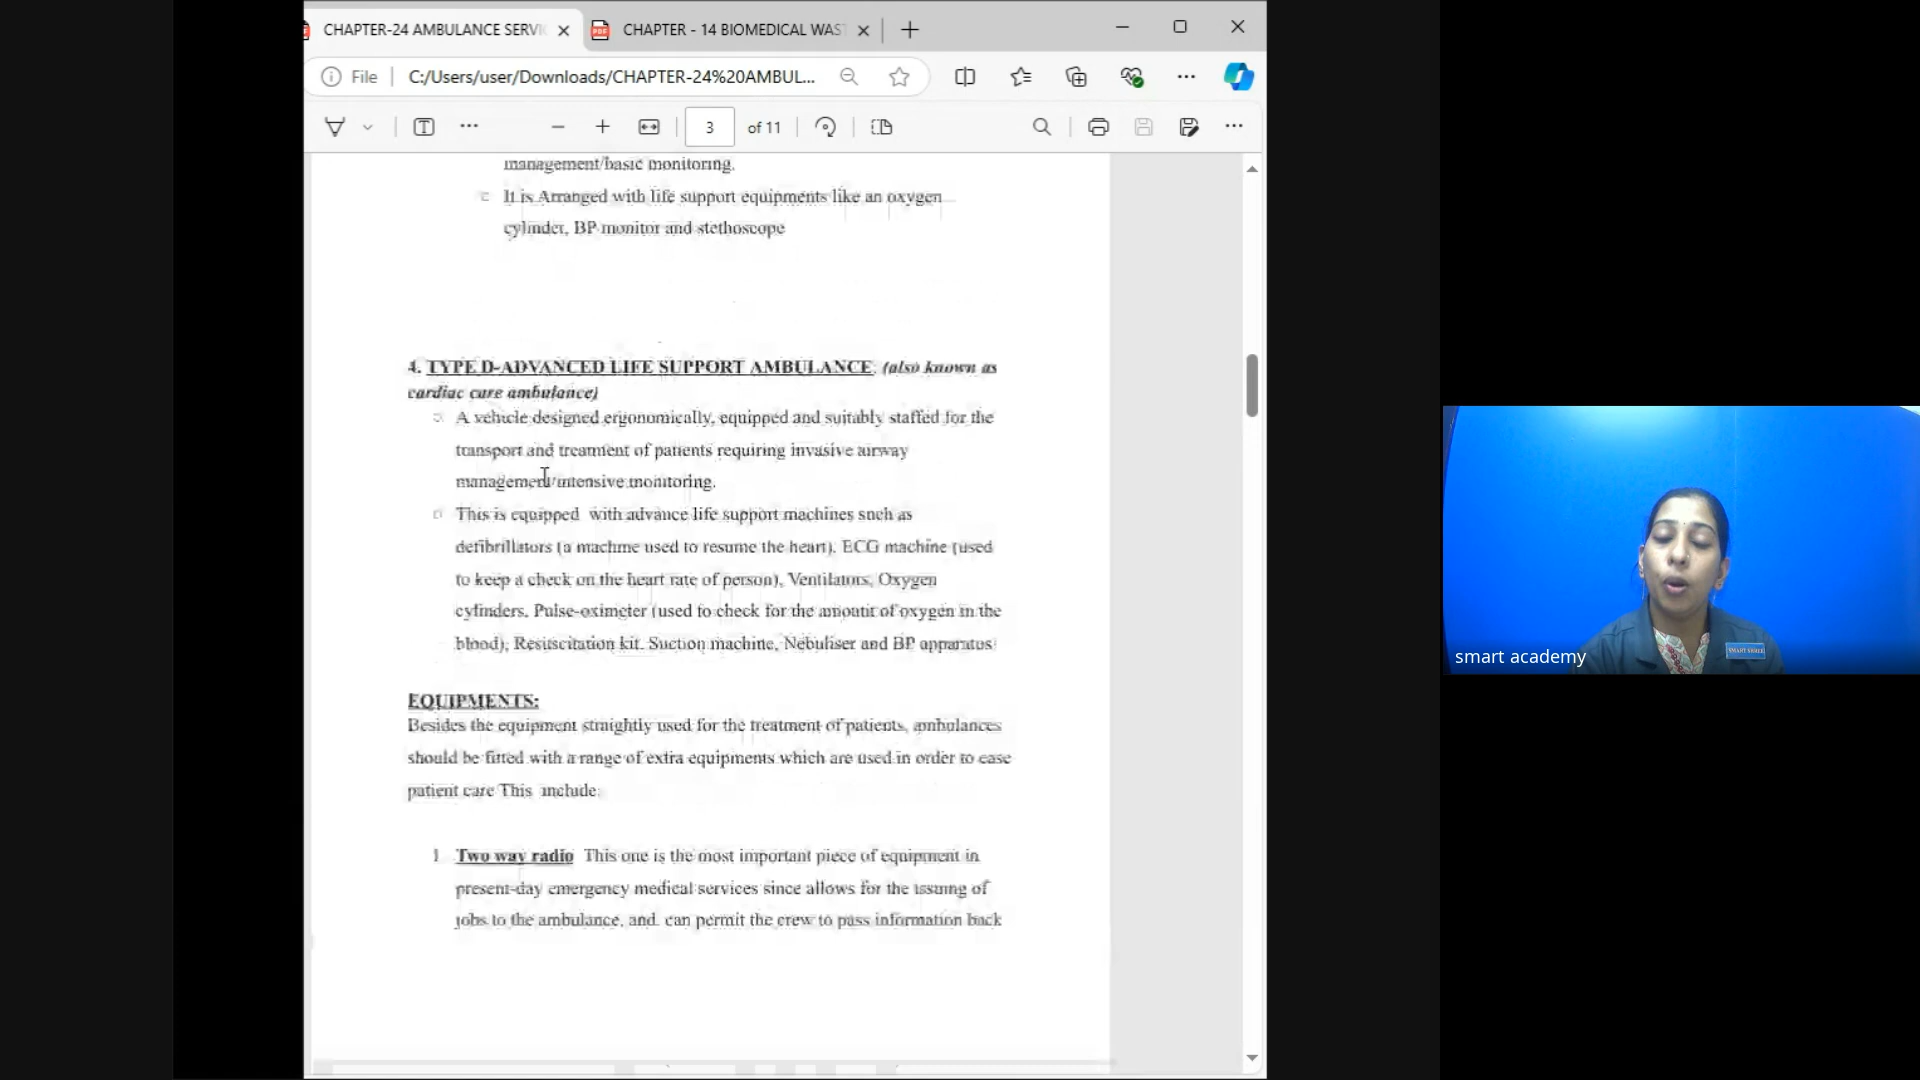 CHAPTER-24 AMBULANCE SERVI
CHAPTER - 14 BIOMEDICAL WAS
File
C:/Users/user/Downloads/CHAPTER-24%20AMBUL...
3 of 11
management/basic monitoring.
It is Arranged with life support equipments like an oxygen
cylinder, BP monitor and stethoscope
4. TYPE D-ADVANCED LIFE SUPPORT AMBULANCE: (also known as
cardiac care ambulance)
A vehicle designed ergonomically, equipped and suitably staffed for the
transport and treatment of patients requiring invasive airway
management/intensive monitoring.
This is equipped with advance life support machines such as
defibrillators (a machine used to resume the heart). ECG machine (used
to keep a check on the heart rate of person), Ventilators, Oxygen
cylinders, Pulse-oximeter (used to check for the amount of oxygen in the
blood), Resuscitation kit. Suction machine, Nebuliser and BP apparatus
EQUIPMENTS:
Besides the equipment straightly used for the treatment of patients, ambulances
should be fitted with a range of extra equipments which are used in order to ease
patient care This include:
1 Two way radio This one is the most important piece of equipment in
present-day emergency medical services since allows for the issuing of
jobs to the ambulance, and can permit the crew to pass information back
smart academy